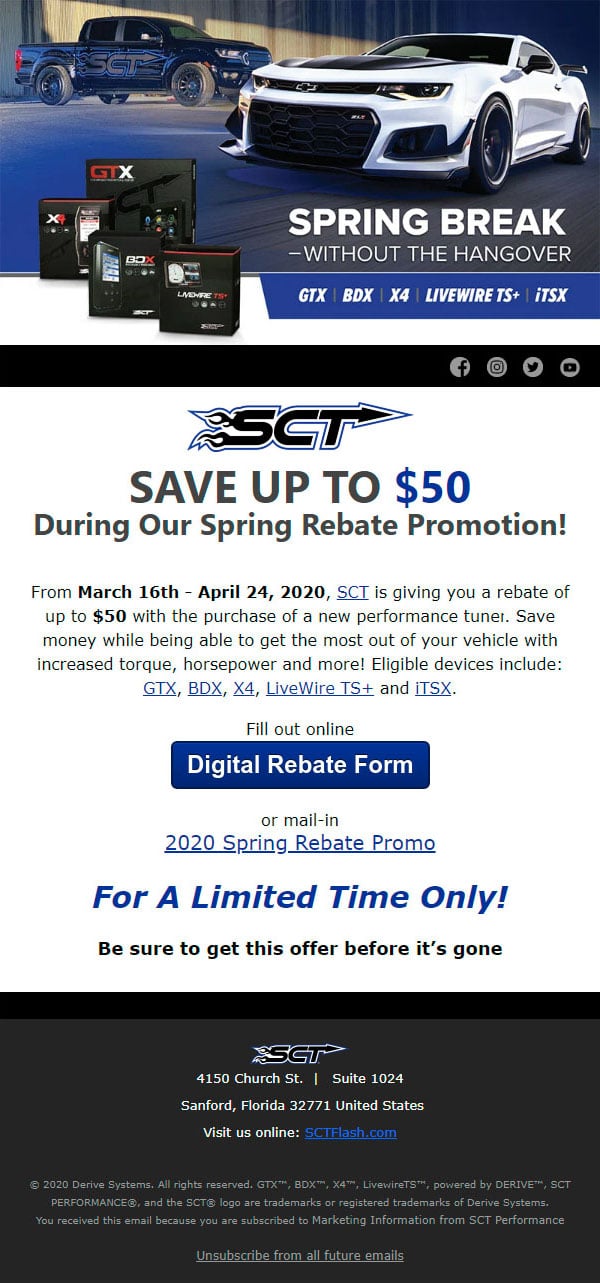 SCT
ZL1
GTX
SCT
X4
BDX
SCT
LIVEWIRE TS+
SCT
SPRING BREAK
–WITHOUT THE HANGOVER
GTX | BDX | X4 | LIVEWIRE TS+ | iTSX
SCT
SAVE UP TO $50
During Our Spring Rebate Promotion!
From March 16th - April 24, 2020, SCT is giving you a rebate of
up to $50 with the purchase of a new performance tuner. Save
money while being able to get the most out of your vehicle with
increased torque, horsepower and more! Eligible devices include:
GTX, BDX, X4, LiveWire TS+ and iTSX.
Fill out online
Digital Rebate Form
or mail-in
2020 Spring Rebate Promo
For A Limited Time Only!
Be sure to get this offer before it’s gone
SCT
4150 Church St. | Suite 1024
Sanford, Florida 32771 United States
Visit us online: SCTFlash.com
© 2020 Derive Systems. All rights reserved. GTX™, BDX™, X4™, LivewireTS™, powered by DERIVE™, SCT
PERFORMANCE®, and the SCT® logo are trademarks or registered trademarks of Derive Systems.
You received this email because you are subscribed to Marketing Information from SCT Performance
Unsubscribe from all future emails